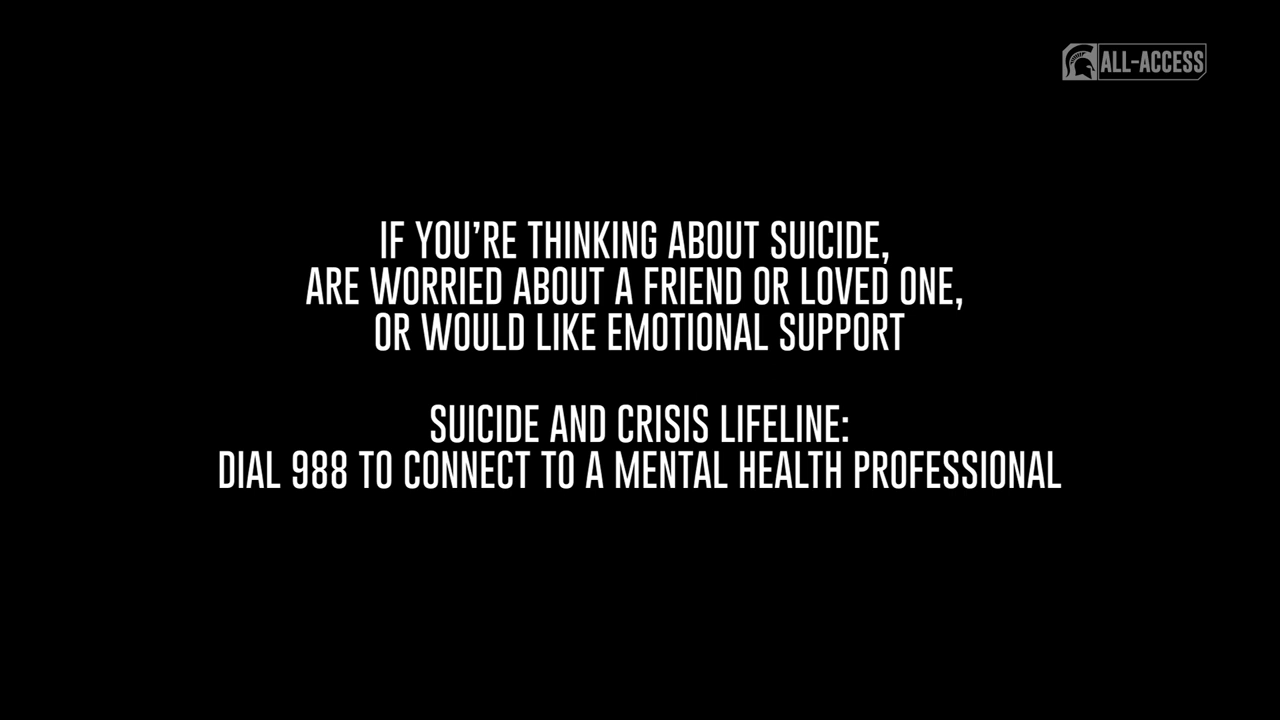 ALL-ACCESS
IF YOU'RE THINKING ABOUT SUICIDE,
ARE WORRIED ABOUT A FRIEND OR LOVED ONE,
OR WOULD LIKE EMOTIONAL SUPPORT
SUICIDE AND CRISIS LIFELINE:
DIAL 988 TO CONNECT TO A MENTAL HEALTH PROFESSIONAL